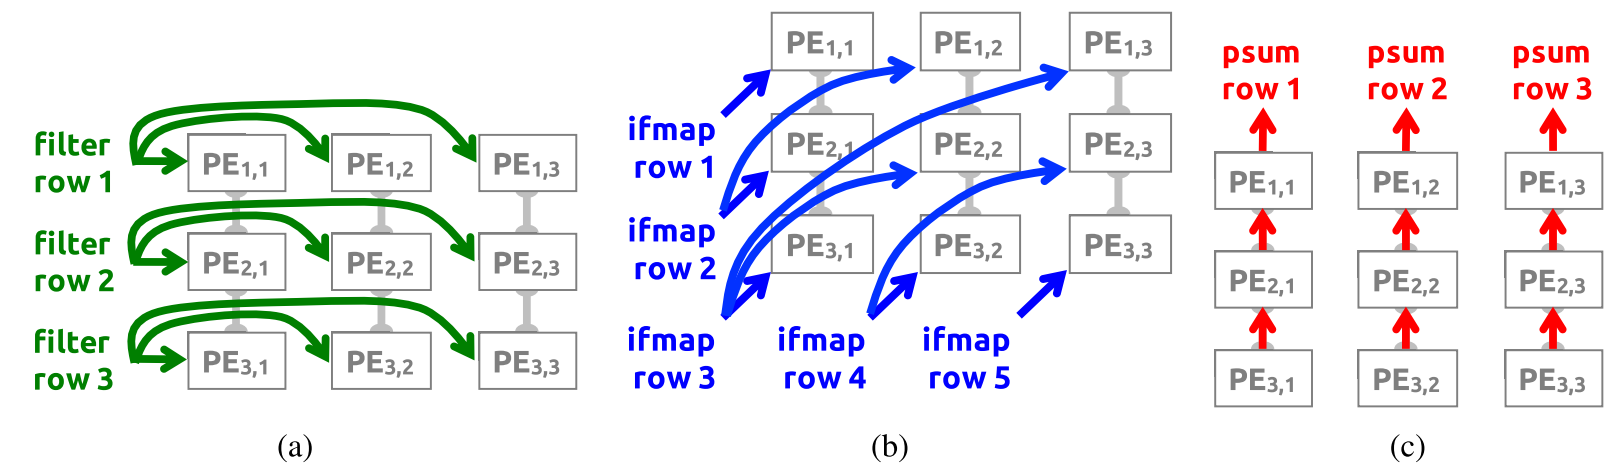 filter
row 1
PE1,1
PE1,2
PE1,3
filter
row 2
PE2,1
PE2,2
PE2,3
filter
row 3
PE3,1
PE3,2
PE3,3
(a)
PE1,1
PE1,2
PE1,3
ifmap
row 1
PE2,1
PE2,2
PE2,3
ifmap
row 2
PE3,1
PE3,2
PE3,3
ifmap
row 3
ifmap
row 4
ifmap
row 5
(b)
psum
row 1
psum
row 2
psum
row 3
PE1,1
PE1,2
PE1,3
PE2,1
PE2,2
PE2,3
PE3,1
PE3,2
PE3,3
(c)